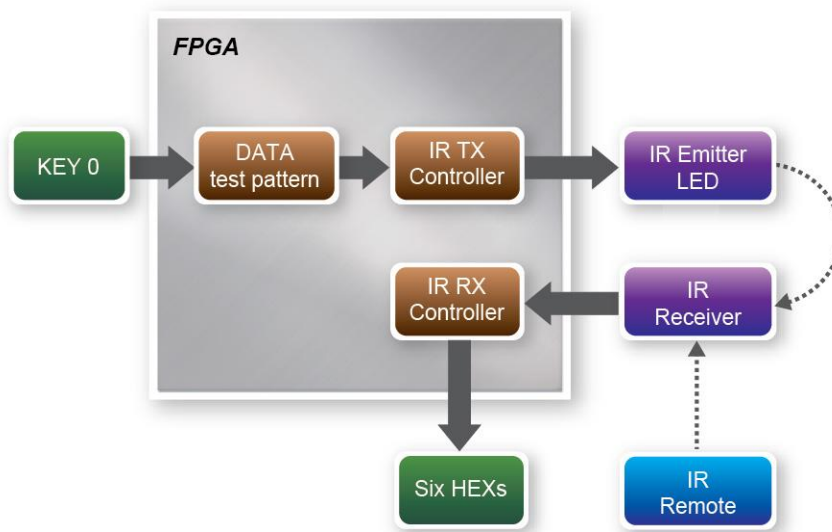 FPGA
KEY 0
DATA
test pattern
IR TX
Controller
IR Emitter
LED
IR RX
Controller
IR
Receiver
Six HEXs
IR
Remote